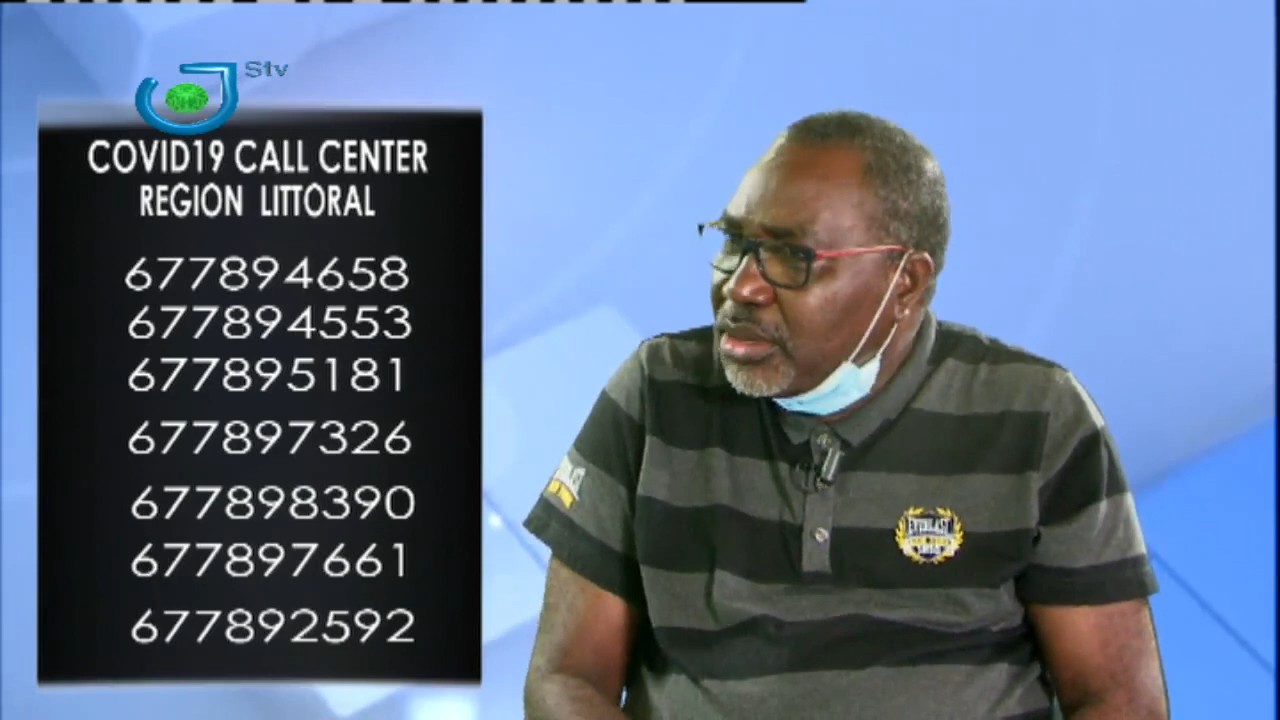 Stv
COVID19 CALL CENTER
REGION LITTORAL
677894658
677894553
677895181
677897326
677898390
677897661
677892592
EVERLAST